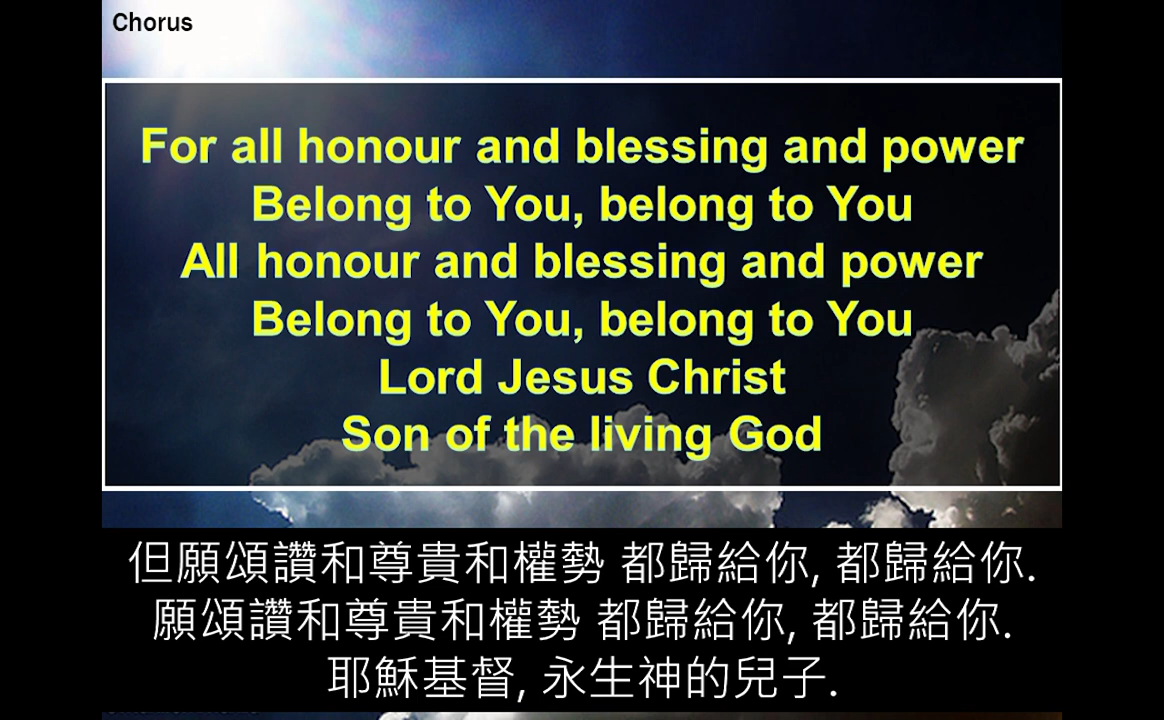 Chorus
For all honour and blessing and power
Belong to You, belong to You
All honour and blessing and power
Belong to You, belong to You
Lord Jesus Christ
Son of the living God
但願頌讚和尊貴和權勢 都歸給你, 都歸給你.
願頌讚和尊貴和權勢 都歸給你, 都歸給你.
耶穌基督, 永生神的兒子.